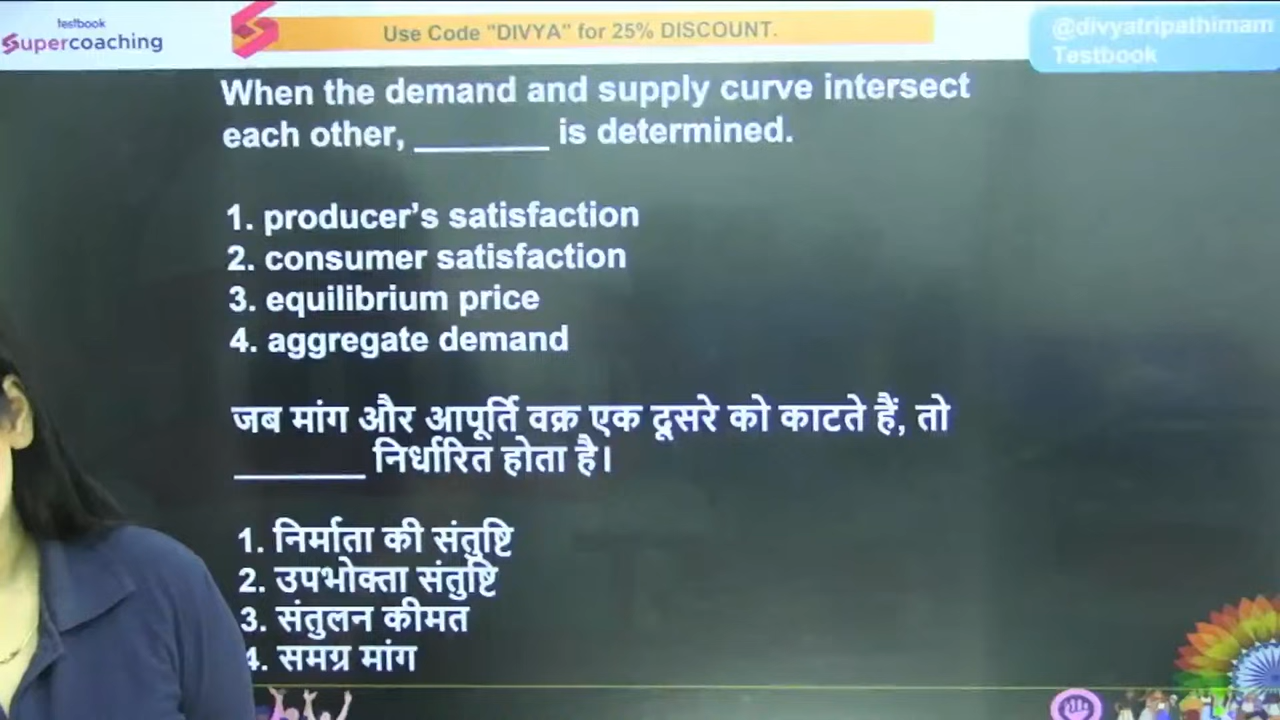 testbook
Supercoaching
Use Code "DIVYA" for 25% DISCOUNT.
@divyatripathimam
Testbook
When the demand and supply curve intersect
each other, _______ is determined.
1. producer’s satisfaction
2. consumer satisfaction
3. equilibrium price
4. aggregate demand
जब मांग और आपूर्ति वक्र एक दूसरे को काटते हैं, तो
_______ निर्धारित होता है।
1. निर्माता की संतुष्टि
2. उपभोक्ता संतुष्टि
3. संतुलन कीमत
4. समग्र मांग